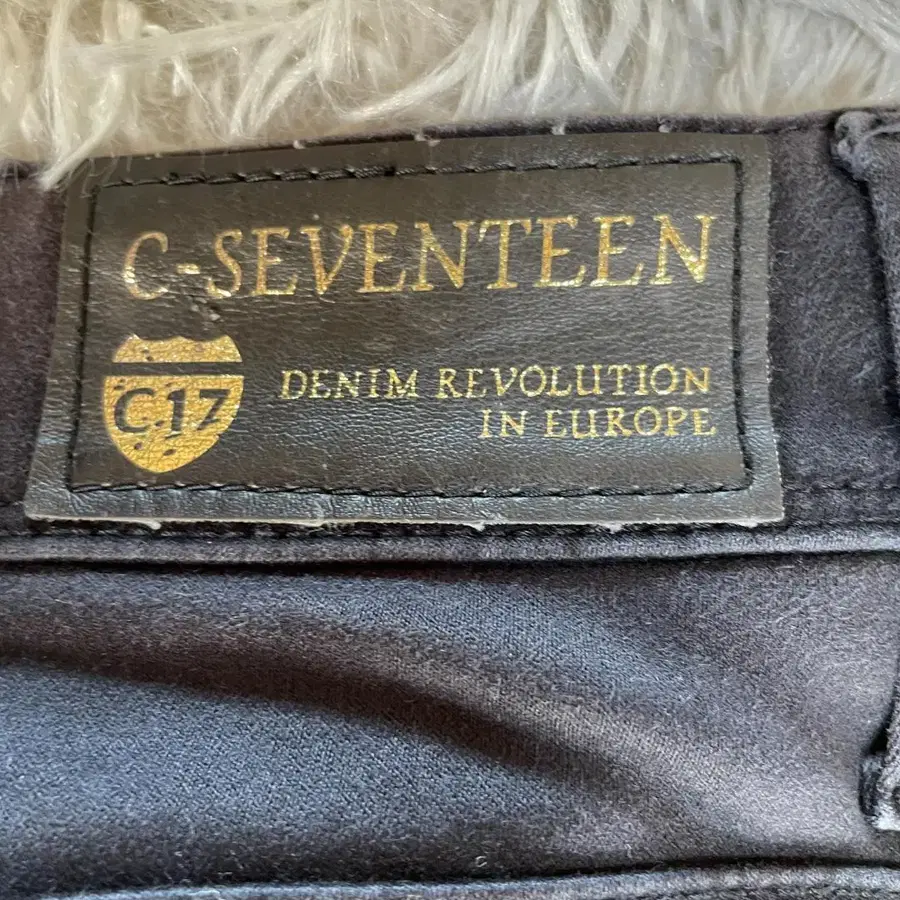 C-SEVENTEEN
C17
DENIM REVOLUTION
IN EUROPE